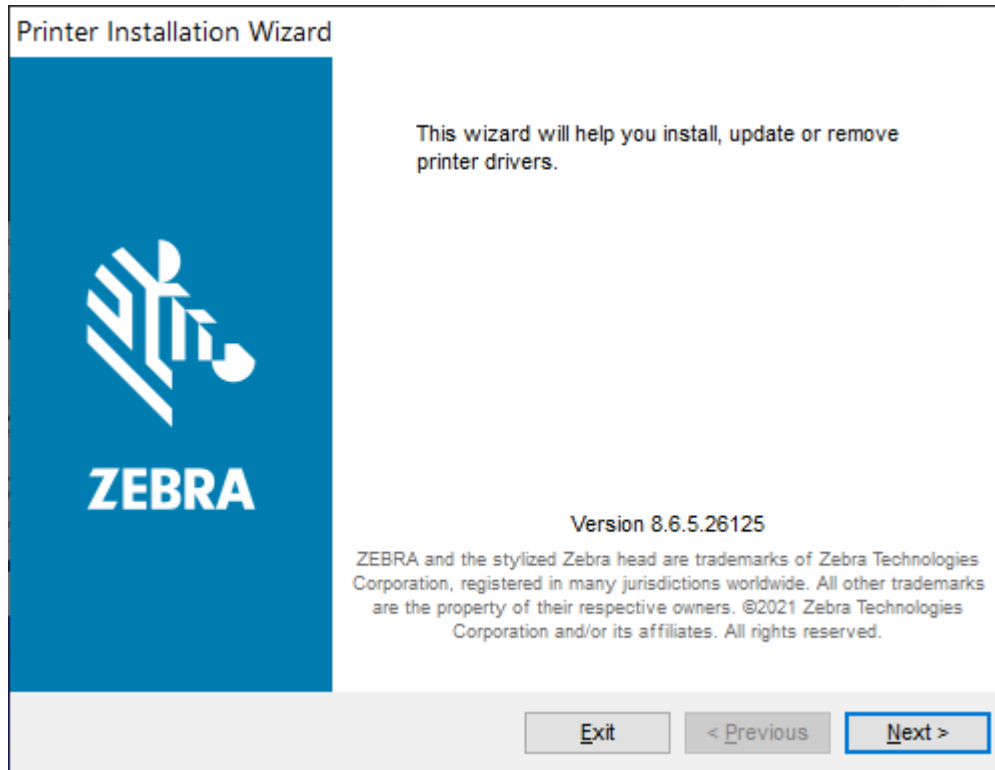 Printer Installation Wizard
This wizard will help you install, update or remove
printer drivers.
ZEBRA
Version 8.6.5.26125
ZEBRA and the stylized Zebra head are trademarks of Zebra Technologies
Corporation, registered in many jurisdictions worldwide. All other trademarks
are the property of their respective owners. ©2021 Zebra Technologies
Corporation and/or its affiliates. All rights reserved.
Exit
< Previous
Next >